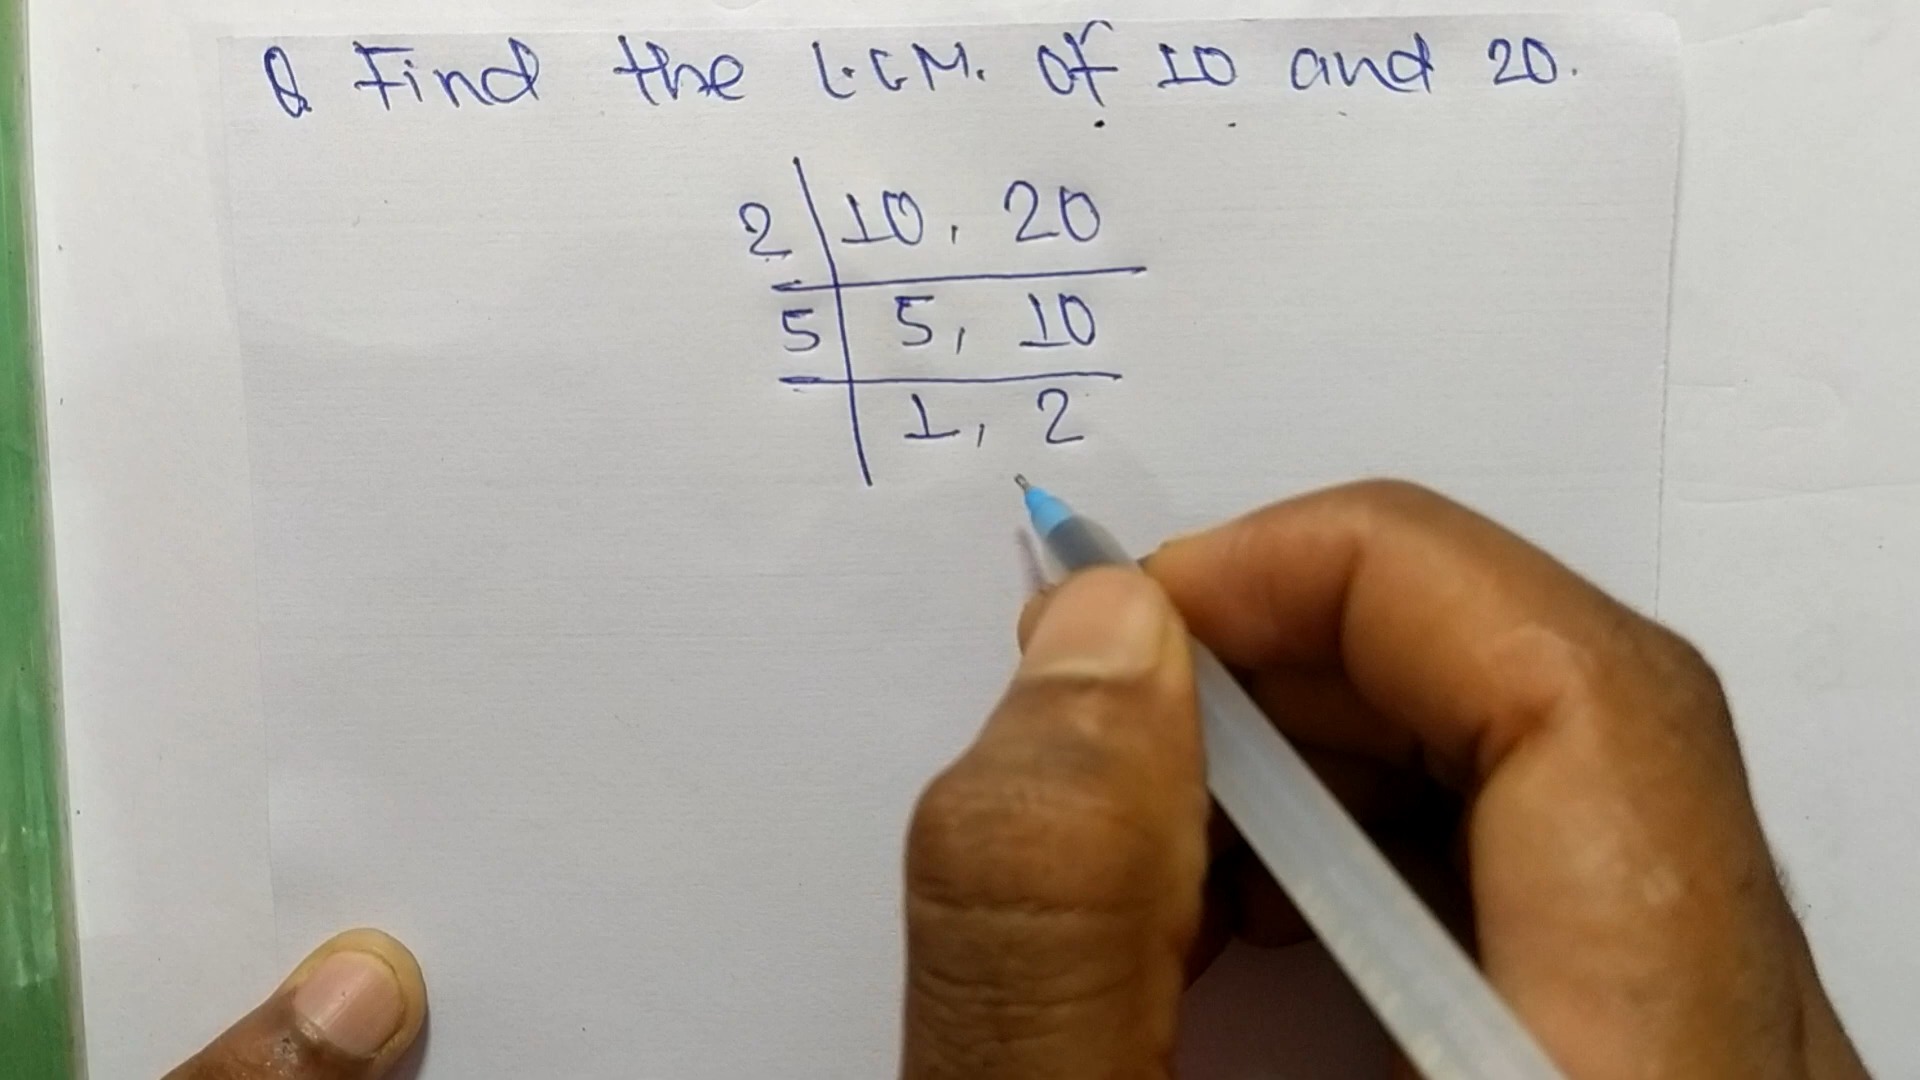 Q Find the L.C.M. of 10 and 20.
2 | 10, 20
5 | 5, 10
1, 2